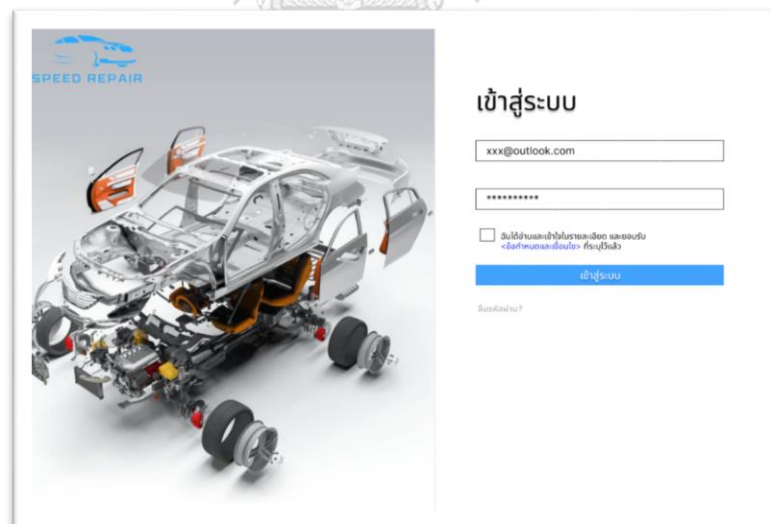 SPEED REPAIR
เข้าสู่ระบบ
xxx@outlook.com
**********
ฉันได้อ่านและเข้าใจในรายละเอียด และยอมรับ
<ข้อกำหนดและเงื่อนไข> ที่ระบุไว้แล้ว
เข้าสู่ระบบ
ลืมรหัสผ่าน?